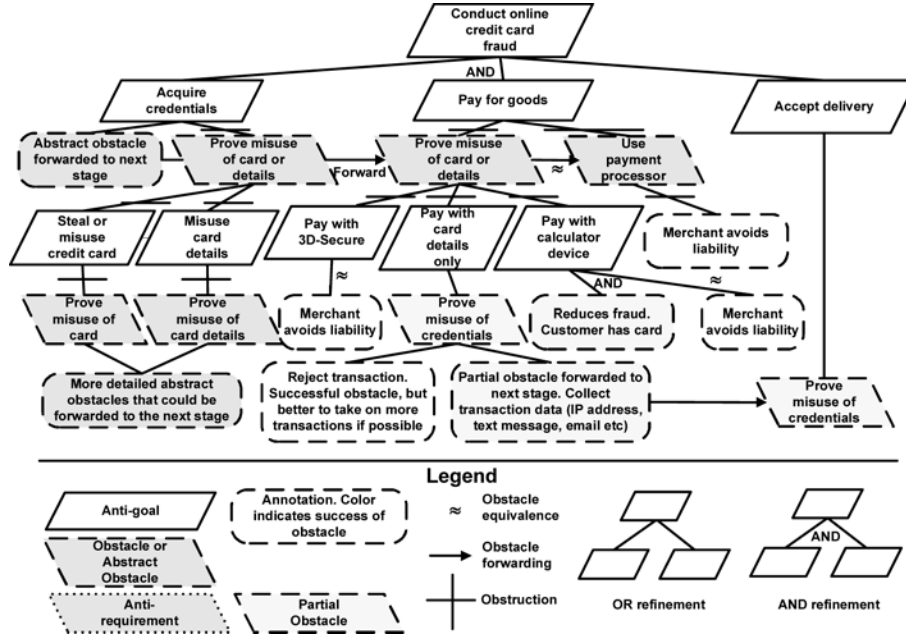 Conduct online
credit card
fraud
AND
Acquire
credentials
Pay for goods
Accept delivery
Abstract obstacle
forwarded to next
stage
Prove misuse
of card or
details
Forward
Prove misuse
of card or
details
≈
Use
payment
processor
Steal or
misuse
credit card
Misuse
card
details
Pay with
3D-Secure
Pay with
card
details
only
Pay with
calculator
device
Merchant avoids
liability
≈
AND
≈
Prove
misuse of
card
Prove
misuse of
card details
Merchant
avoids liability
Prove
misuse of
credentials
Reduces fraud.
Customer has card
Merchant
avoids liability
More detailed abstract
obstacles that could be
forwarded to the next stage
Reject transaction.
Successful obstacle, but
better to take on more
transactions if possible
Partial obstacle forwarded to
next stage. Collect
transaction data (IP address,
text message, email etc)
Prove
misuse of
credentials
Legend
Anti-goal
Annotation. Color
indicates success of
obstacle
≈
Obstacle
equivalence
Obstacle or
Abstract
Obstacle
Obstacle
forwarding
Anti-
requirement
Partial
Obstacle
Obstruction
OR refinement
AND
AND refinement